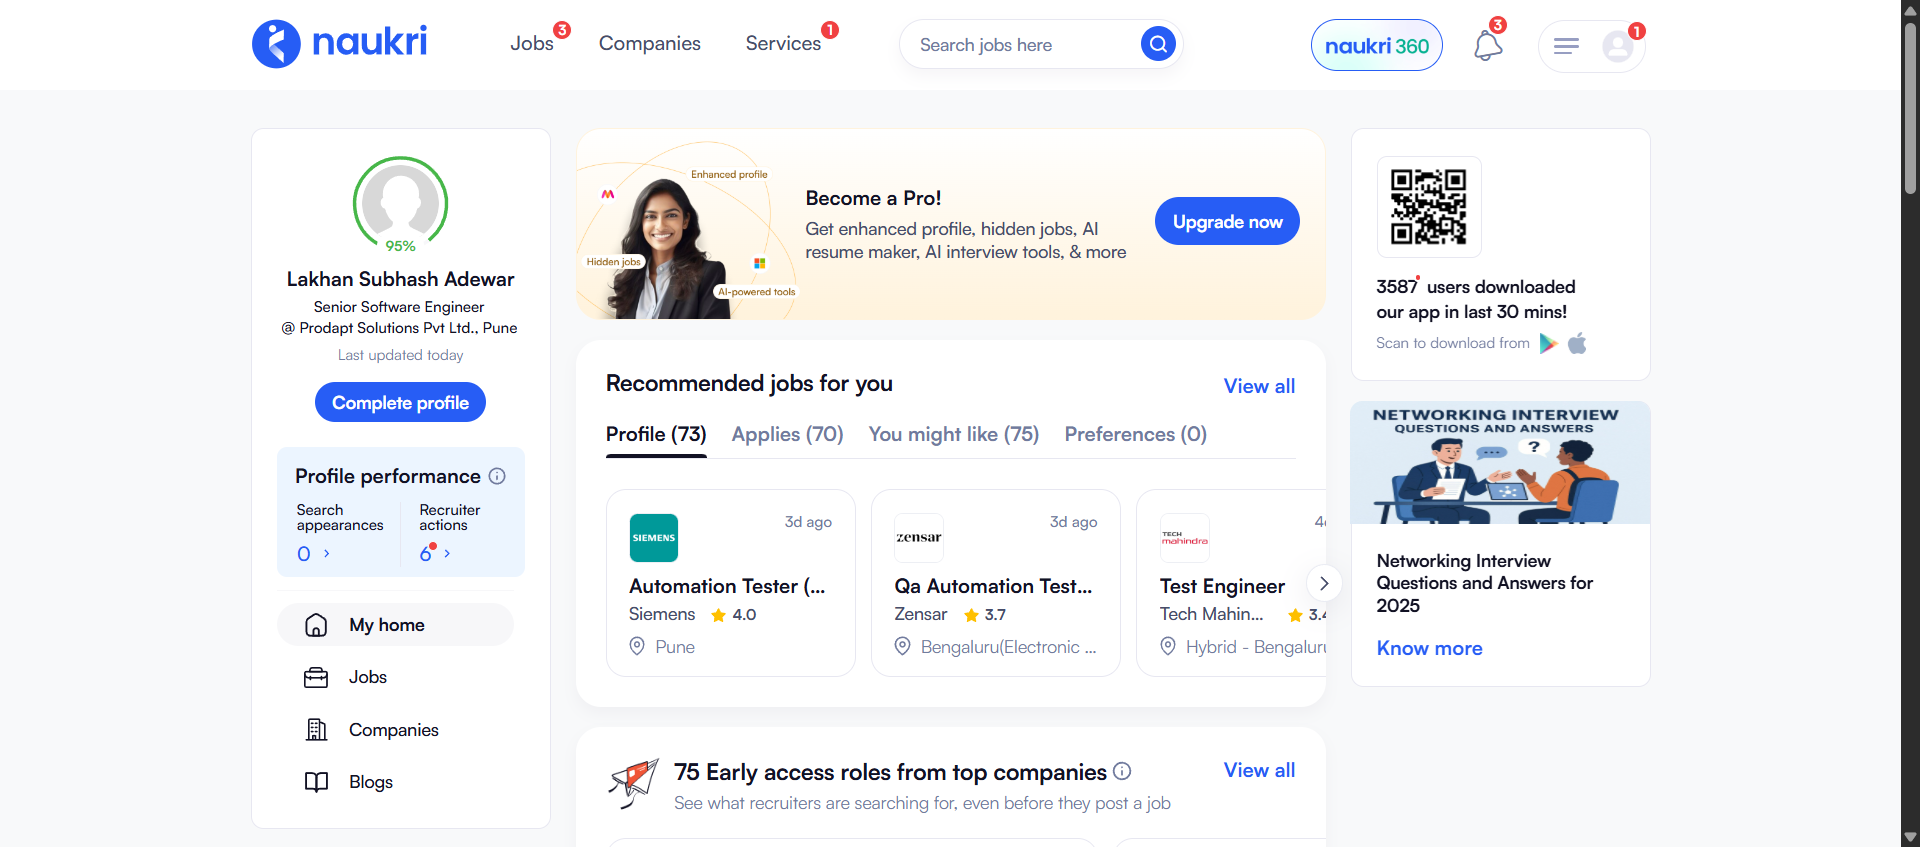 naukri
Jobs 3
Companies
Services 1
Search jobs here
naukri 360
3
1
95%
Lakhan Subhash Adewar
Senior Software Engineer
@ Prodapt Solutions Pvt Ltd., Pune
Last updated today
Complete profile
Profile performance
Search appearances
0
Recruiter actions
6
My home
Jobs
Companies
Blogs
Enhanced profile
Hidden jobs
AI-powered tools
Become a Pro!
Get enhanced profile, hidden jobs, AI
resume maker, AI interview tools, & more
Upgrade now
Recommended jobs for you
View all
Profile (73)
Applies (70)
You might like (75)
Preferences (0)
SIEMENS
3d ago
Automation Tester (...
Siemens 4.0
Pune
zensar
3d ago
Qa Automation Test...
Zensar 3.7
Bengaluru(Electronic ...
TECH
mahindra
Test Engineer
Tech Mahin... 3.4
Hybrid - Bengaluru
75 Early access roles from top companies
View all
See what recruiters are searching for, even before they post a job
3587 users downloaded
our app in last 30 mins!
Scan to download from
NETWORKING INTERVIEW
QUESTIONS AND ANSWERS
?
Networking Interview
Questions and Answers for
2025
Know more